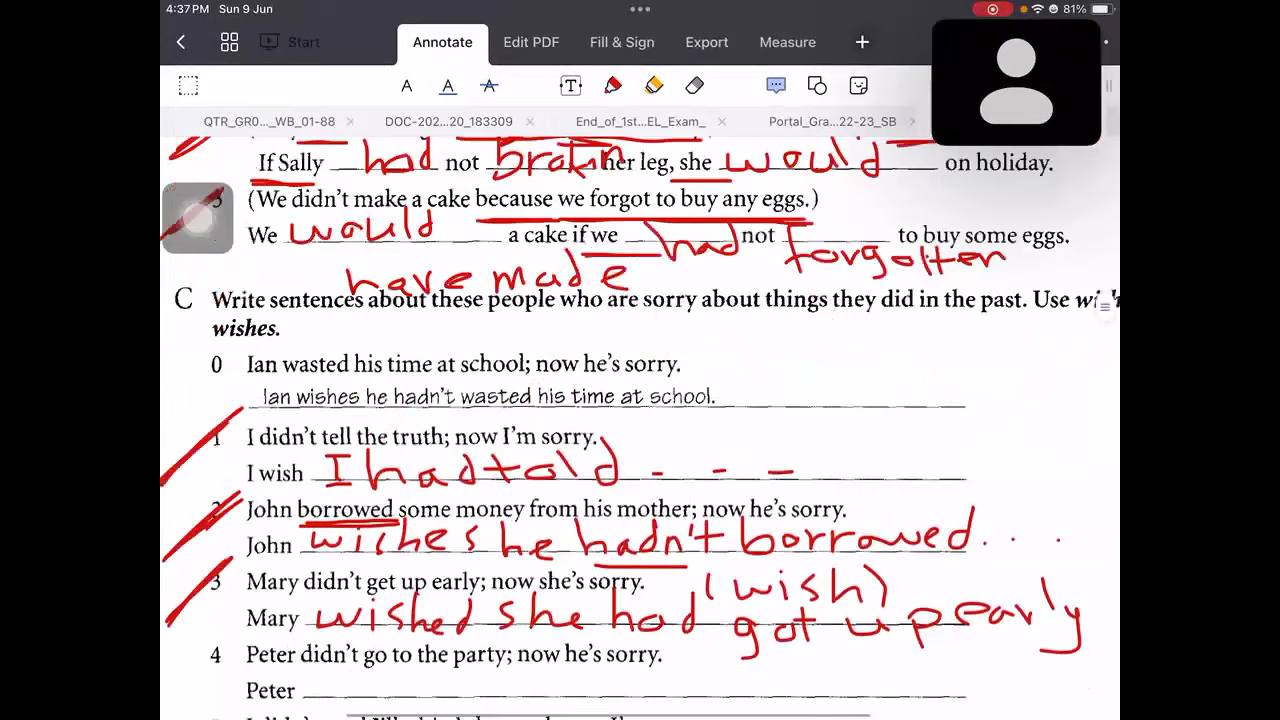 4:37 PM Sun 9 Jun 81%
Start Annotate Edit PDF Fill & Sign Export Measure
QTR_GR0..._WB_01-88 × DOC-202...20_183309 × End_of_1st...EL_Exam_ × Portal_Gra...22-23_SB
If Sally had not broken her leg, she would on holiday.
(We didn't make a cake because we forgot to buy any eggs.)
We would a cake if we had not forgotten to buy some eggs.
have made
C Write sentences about these people who are sorry about things they did in the past. Use
wishes.
0 Ian wasted his time at school; now he's sorry.
Ian wishes he hadn't wasted his time at school.
1 I didn't tell the truth; now I'm sorry.
I wish I had told - - -
2 John borrowed some money from his mother; now he's sorry.
John wishes he hadn't borrowed. . .
3 Mary didn't get up early; now she's sorry. (wish)
Mary wished she had got up early
4 Peter didn't go to the party; now he's sorry.
Peter